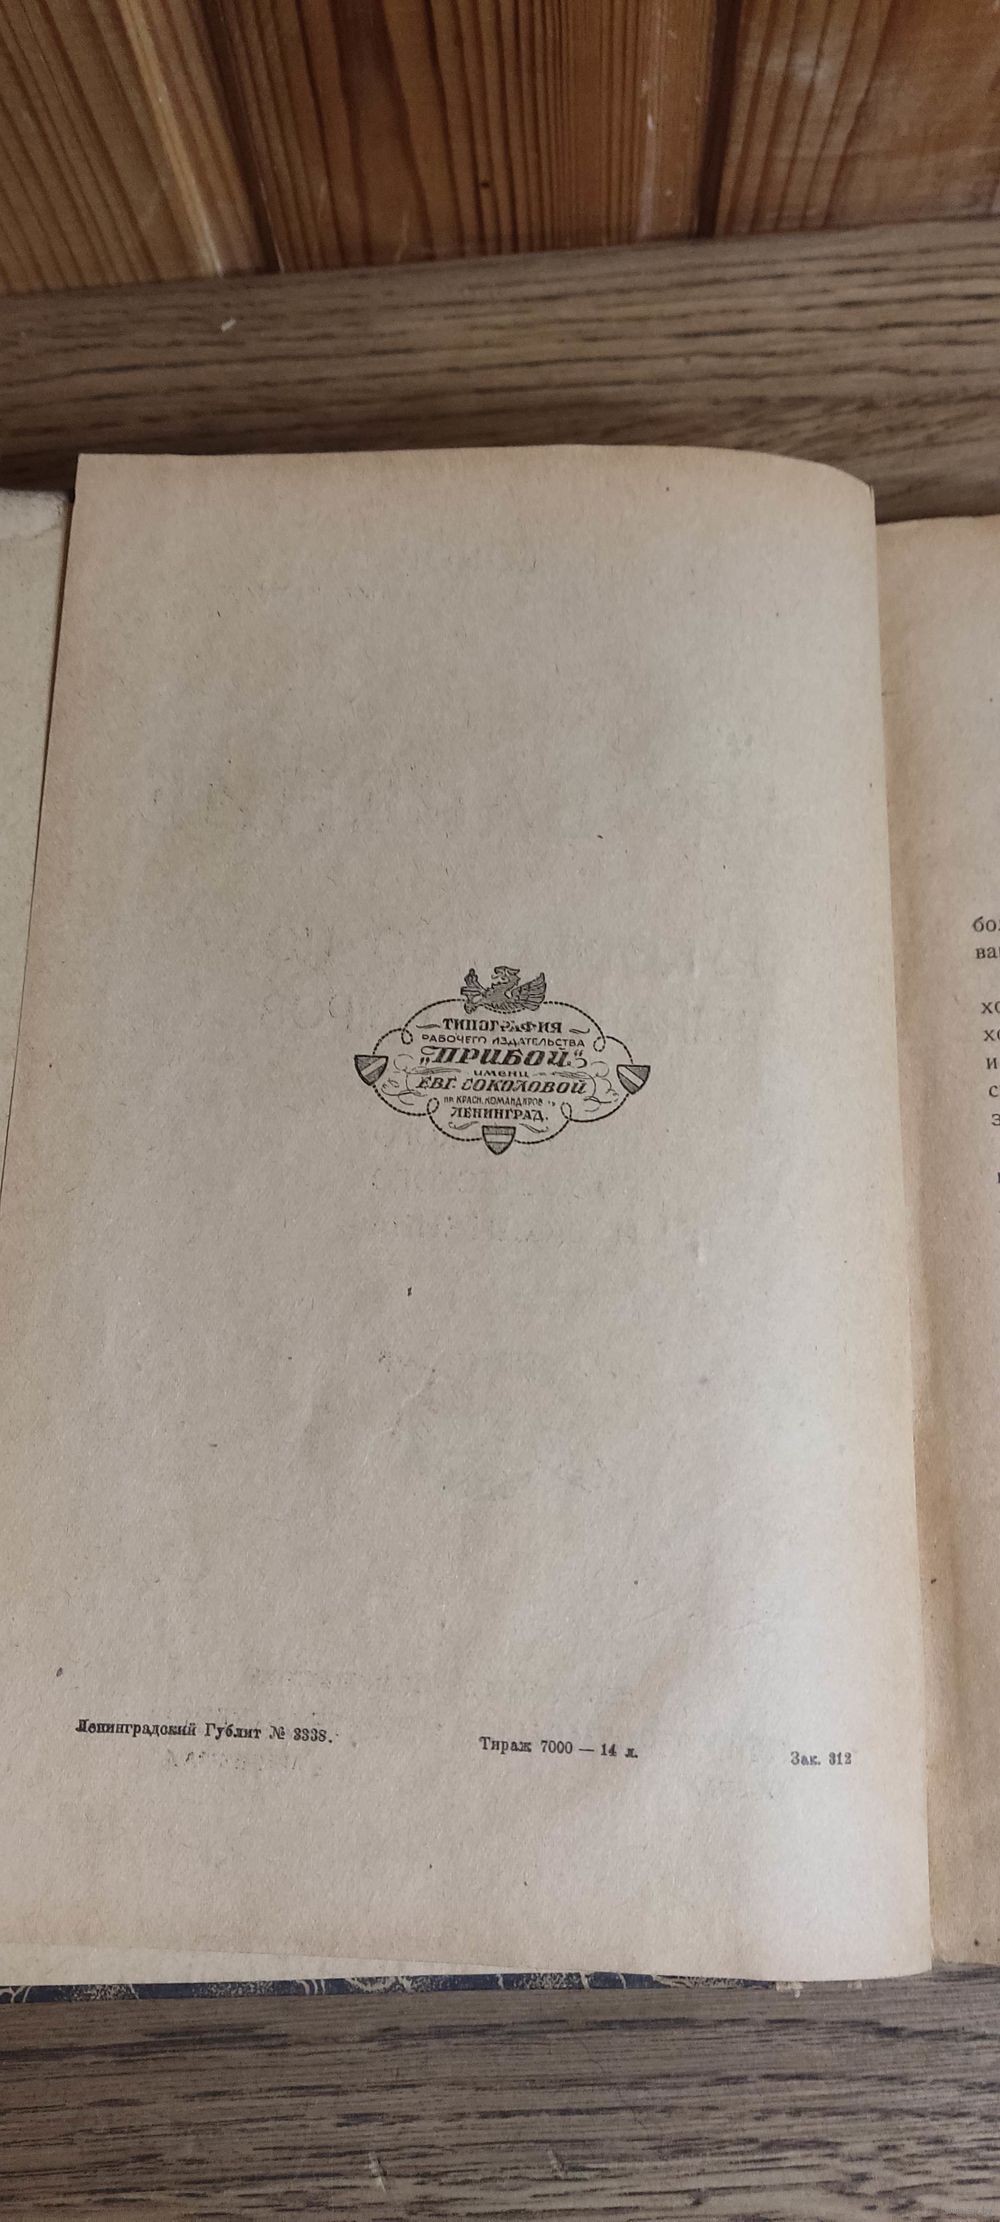 ТИПОГРАФИЯ
РАБОЧЕГО ИЗДАТЕЛЬСТВА
„ПРИБОЙ“
имени
ЕВГ. СОКОЛОВОЙ
пр. КРАСН. КОМАНДИРОВ
ЛЕНИНГРАД.
Ленинградский Гублит № 3338.
Тираж 7000 — 14 л.
Зак. 312